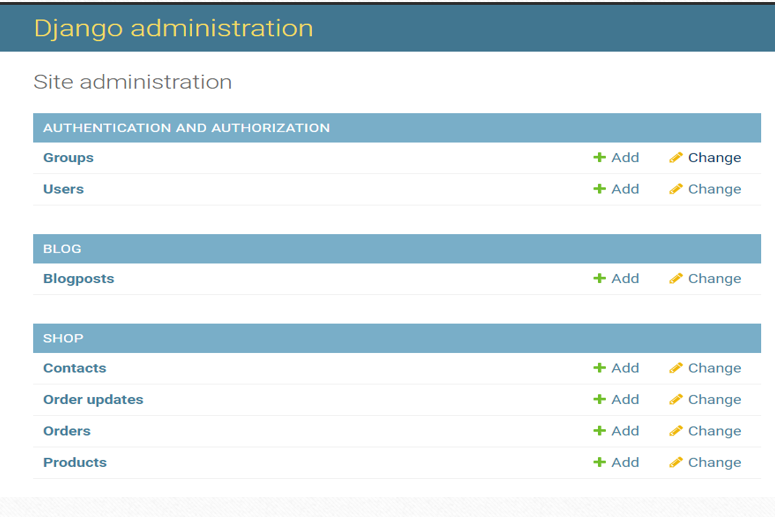 Django administration
Site administration
AUTHENTICATION AND AUTHORIZATION
Groups Add Change
Users Add Change
BLOG
Blogposts Add Change
SHOP
Contacts Add Change
Order updates Add Change
Orders Add Change
Products Add Change